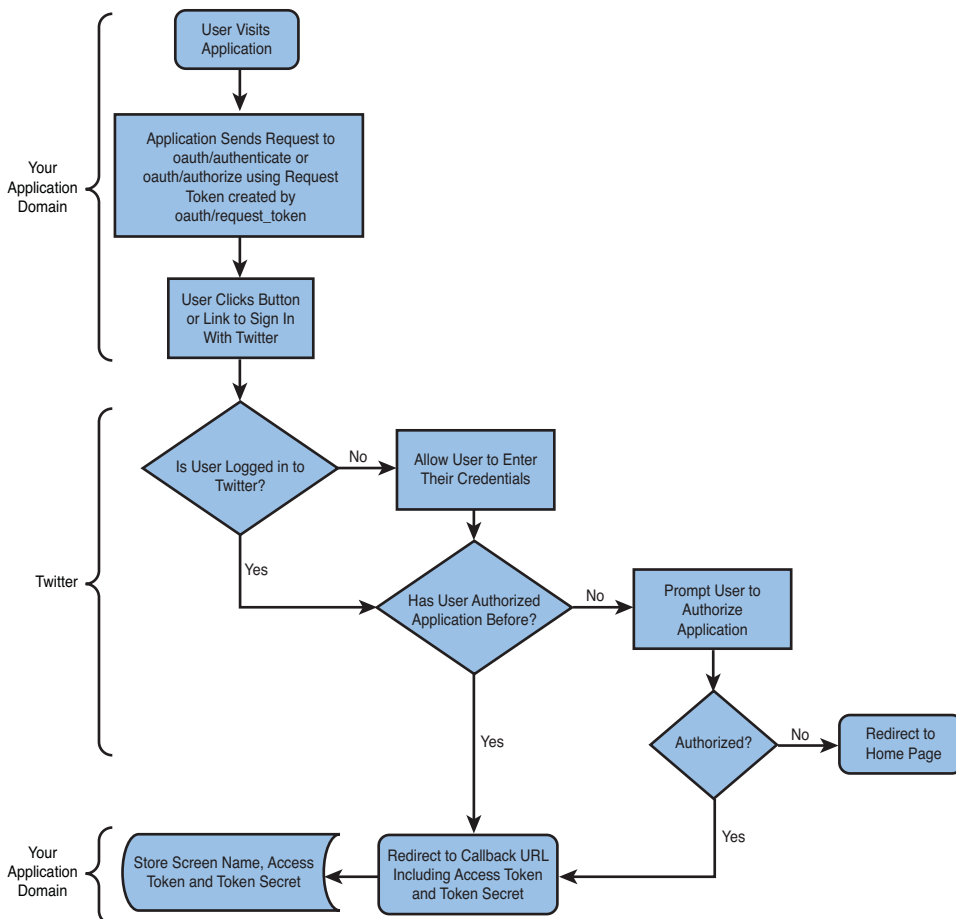 User Visits
Application
Application Sends Request to
oauth/authenticate or
oauth/authorize using Request
Token created by
oauth/request_token
Your
Application
Domain
User Clicks Button
or Link to Sign In
With Twitter
Is User Logged in to
Twitter?
No
Allow User to Enter
Their Credentials
Yes
Twitter
Has User Authorized
Application Before?
No
Prompt User to
Authorize
Application
Yes
Authorized?
No
Redirect to
Home Page
Yes
Your
Application
Domain
Store Screen Name, Access
Token and Token Secret
Redirect to Callback URL
Including Access Token
and Token Secret